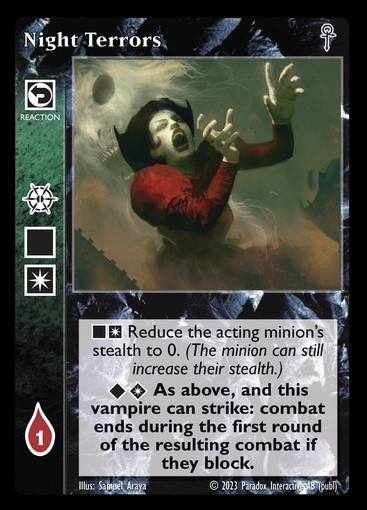 Night Terrors
REACTION
Reduce the acting minion's
stealth to 0. (The minion can still
increase their stealth.)
As above, and this
vampire can strike: combat
ends during the first round
of the resulting combat if
they block.
1
Illus: Samuel Araya © 2023 Paradox Interactive AB (publ)